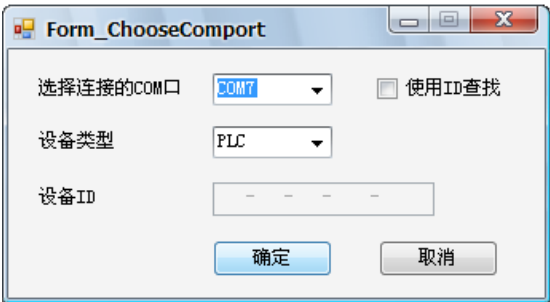 Form_ChooseComport
选择连接的COM口 COM7 使用ID查找
设备类型 PLC
设备ID - - - -
确定 取消